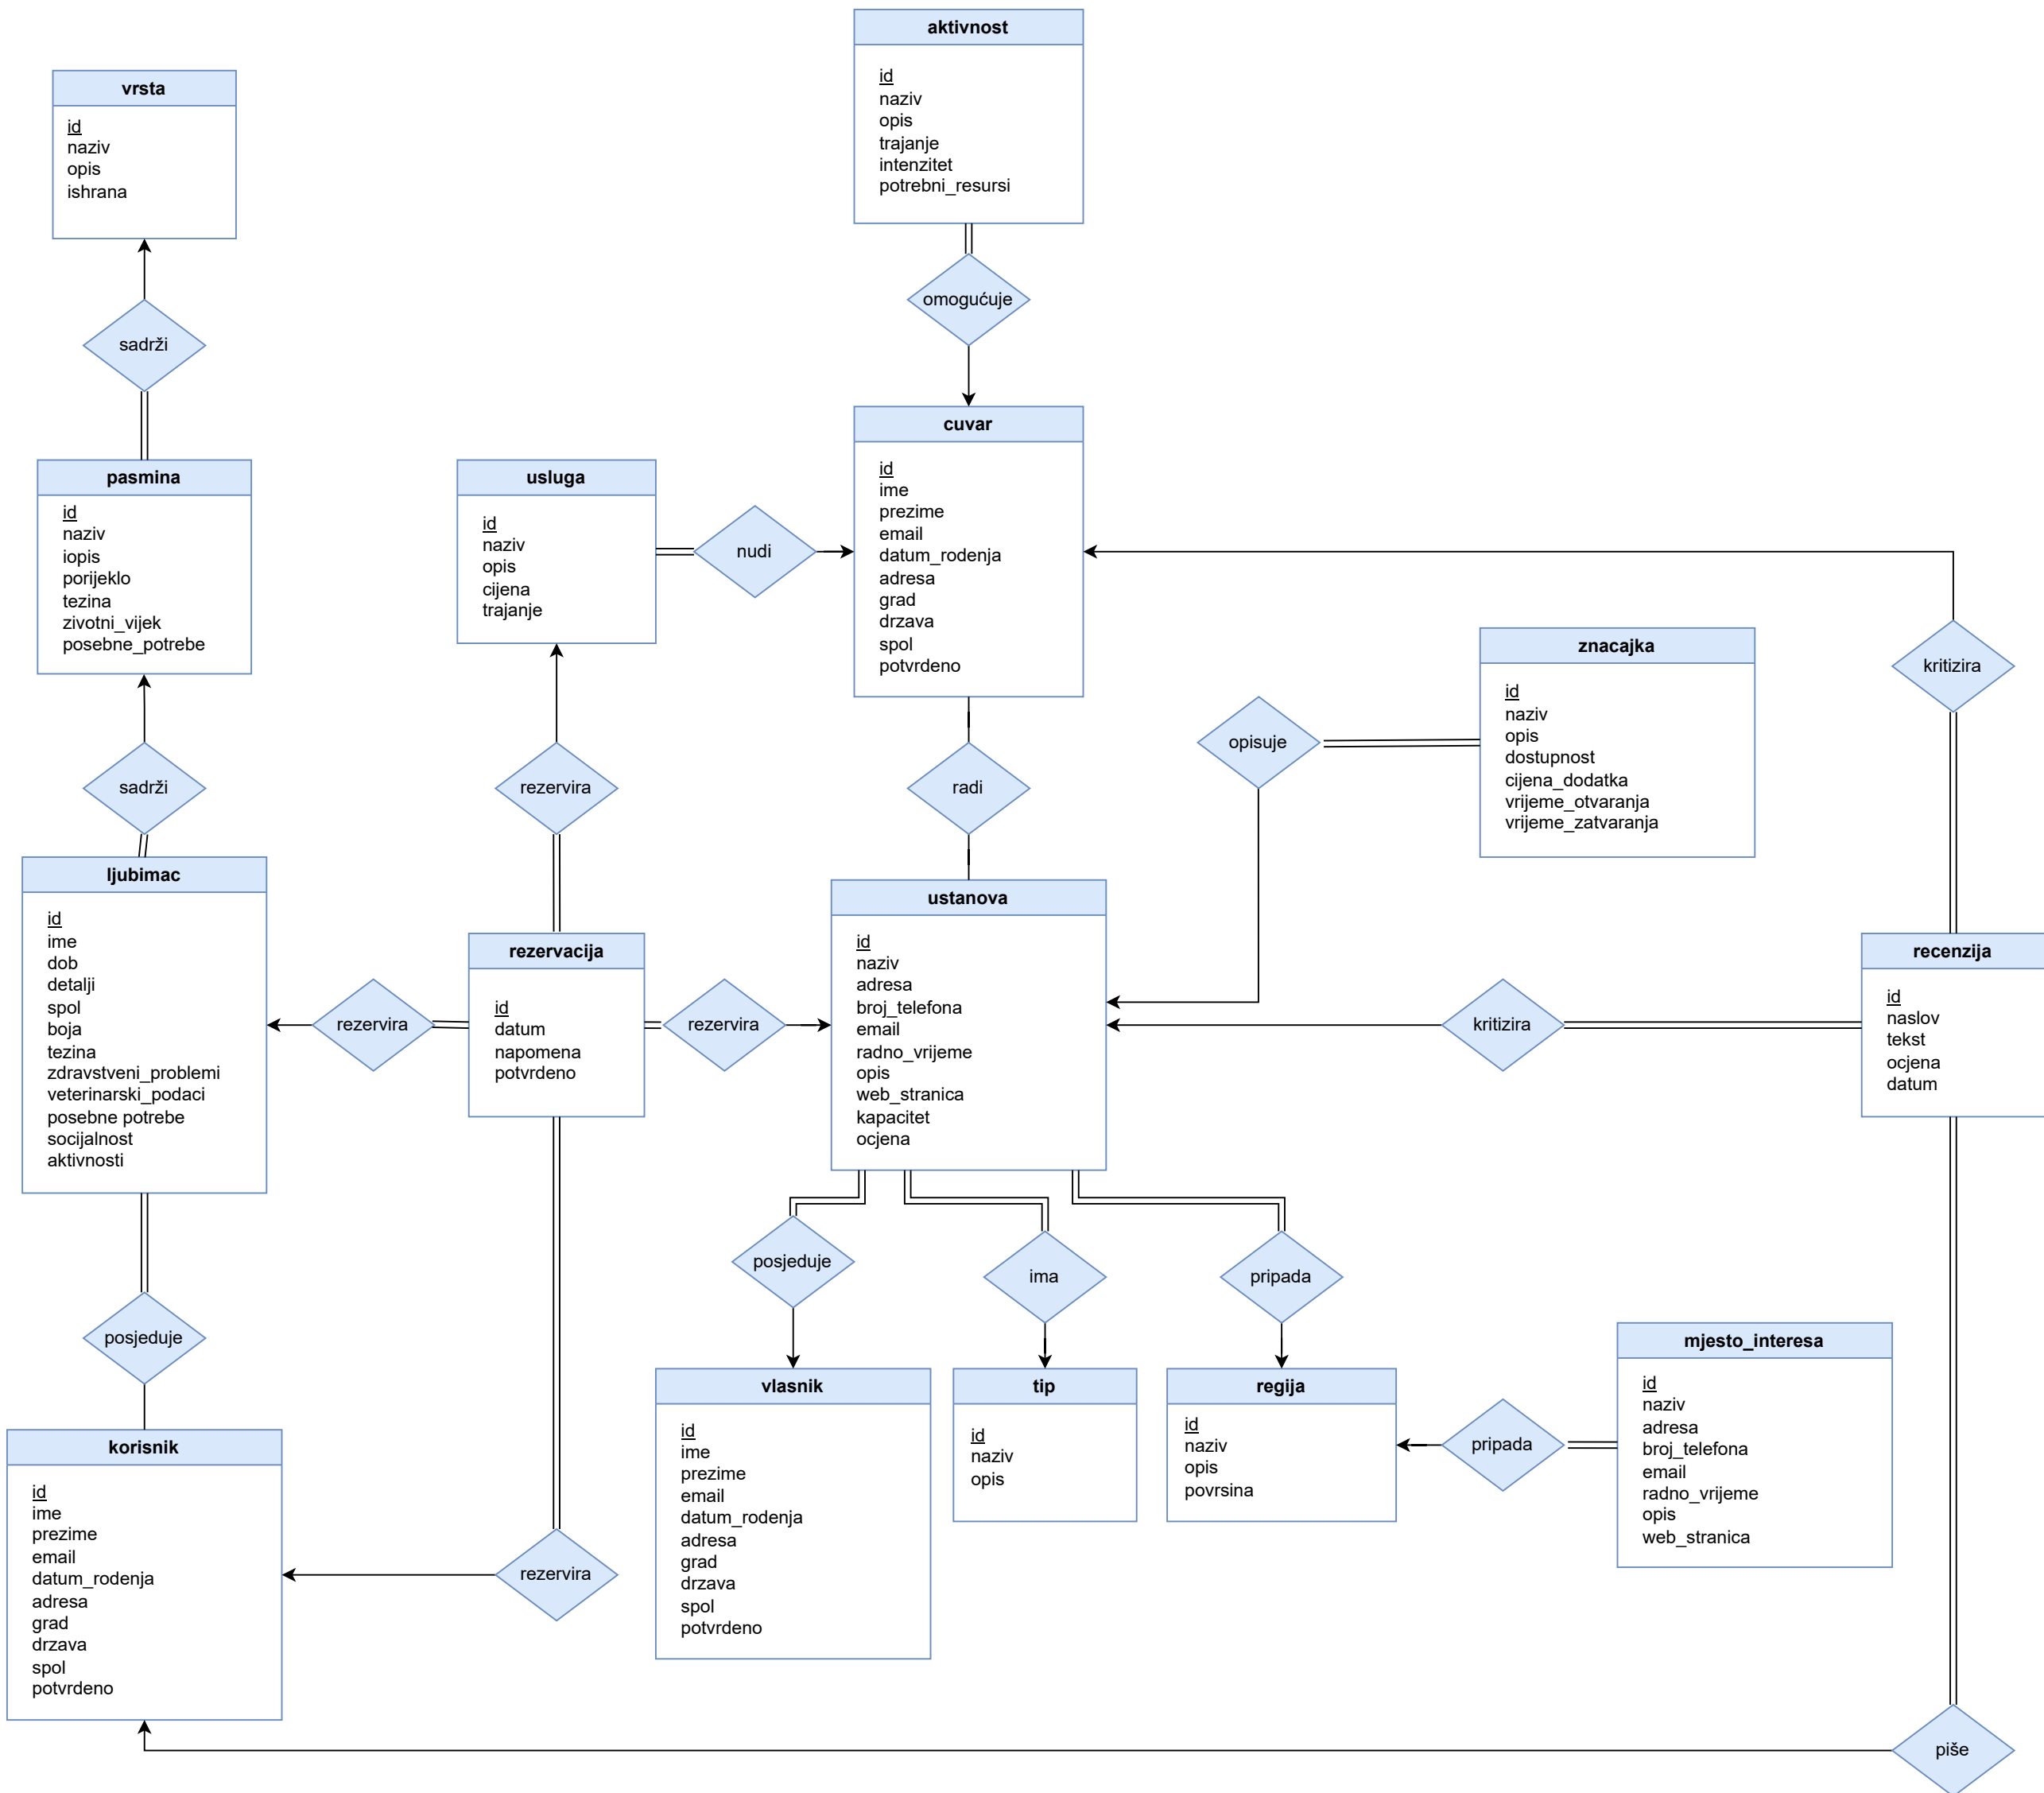 aktivnost
id
naziv
opis
trajanje
intenzitet
potrebni_resursi
vrsta
id
naziv
opis
ishrana
omogućuje
sadrži
cuvar
id
ime
prezime
email
datum_rodenja
adresa
grad
drzava
spol
potvrdeno
pasmina
id
naziv
iopis
porijeklo
tezina
zivotni_vijek
posebne_potrebe
usluga
id
naziv
opis
cijena
trajanje
nudi
znacajka
id
naziv
opis
dostupnost
cijena_dodatka
vrijeme_otvaranja
vrijeme_zatvaranja
kritizira
opisuje
sadrži
rezervira
radi
ljubimac
id
ime
dob
detalji
spol
boja
tezina
zdravstveni_problemi
veterinarski_podaci
posebne potrebe
socijalnost
aktivnosti
rezervira
rezervacija
id
datum
napomena
potvrdeno
rezervira
ustanova
id
naziv
adresa
broj_telefona
email
radno_vrijeme
opis
web_stranica
kapacitet
ocjena
kritizira
recenzija
id
naslov
tekst
ocjena
datum
posjeduje
ima
pripada
posjeduje
vlasnik
id
ime
prezime
email
datum_rodenja
adresa
grad
drzava
spol
potvrdeno
tip
id
naziv
opis
regija
id
naziv
opis
povrsina
pripada
mjesto_interesa
id
naziv
adresa
broj_telefona
email
radno_vrijeme
opis
web_stranica
korisnik
id
ime
prezime
email
datum_rodenja
adresa
grad
drzava
spol
potvrdeno
rezervira
piše